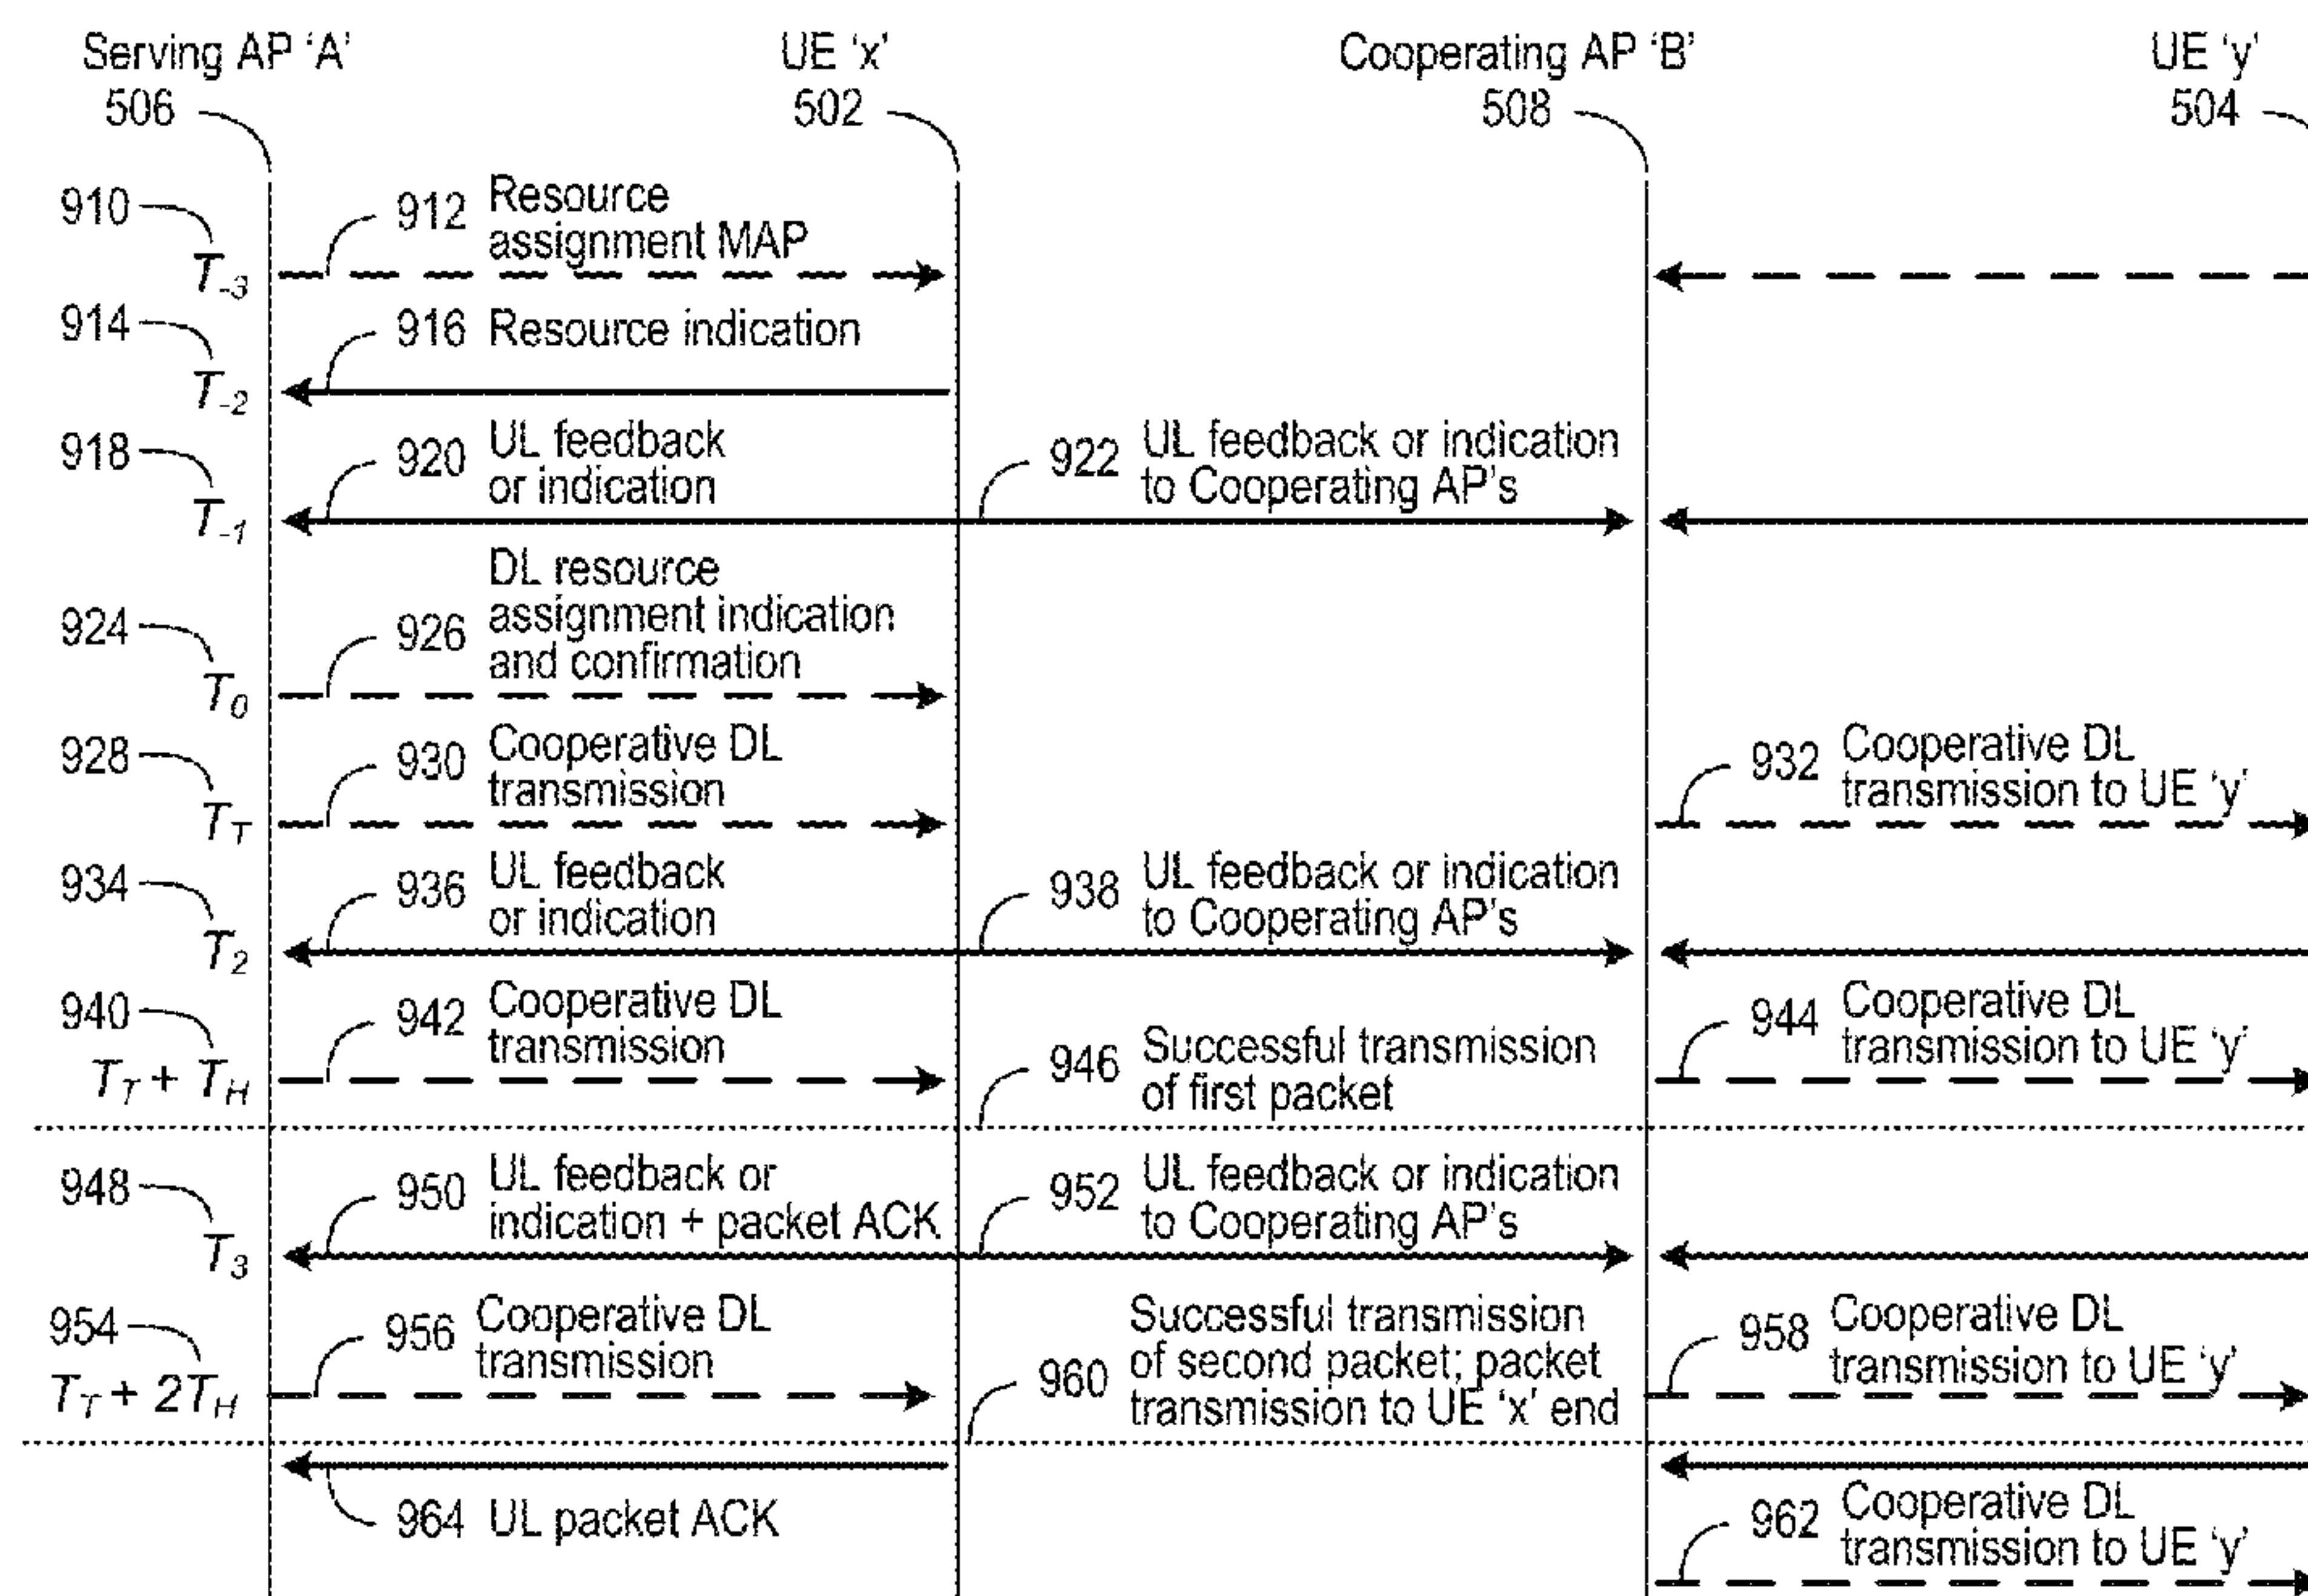 Serving AP ‘A’
506
UE ‘x’
502
Cooperating AP ‘B’
508
UE ‘y’
504
910
T-3
912 Resource
assignment MAP
914
T-2
916 Resource indication
918
T-1
920 UL feedback
or indication
922 UL feedback or indication
to Cooperating AP's
924
T0
926 DL resource
assignment indication
and confirmation
928
TT
930 Cooperative DL
transmission
932 Cooperative DL
transmission to UE ‘y’
934
T2
936 UL feedback
or indication
938 UL feedback or indication
to Cooperating AP's
940
TT + TH
942 Cooperative DL
transmission
944 Cooperative DL
transmission to UE ‘y’
946 Successful transmission
of first packet
948
T3
950 UL feedback or
indication + packet ACK
952 UL feedback or indication
to Cooperating AP's
954
TT + 2TH
956 Cooperative DL
transmission
958 Cooperative DL
transmission to UE ‘y’
960 Successful transmission
of second packet; packet
transmission to UE ‘x’ end
964 UL packet ACK
962 Cooperative DL
transmission to UE ‘y’